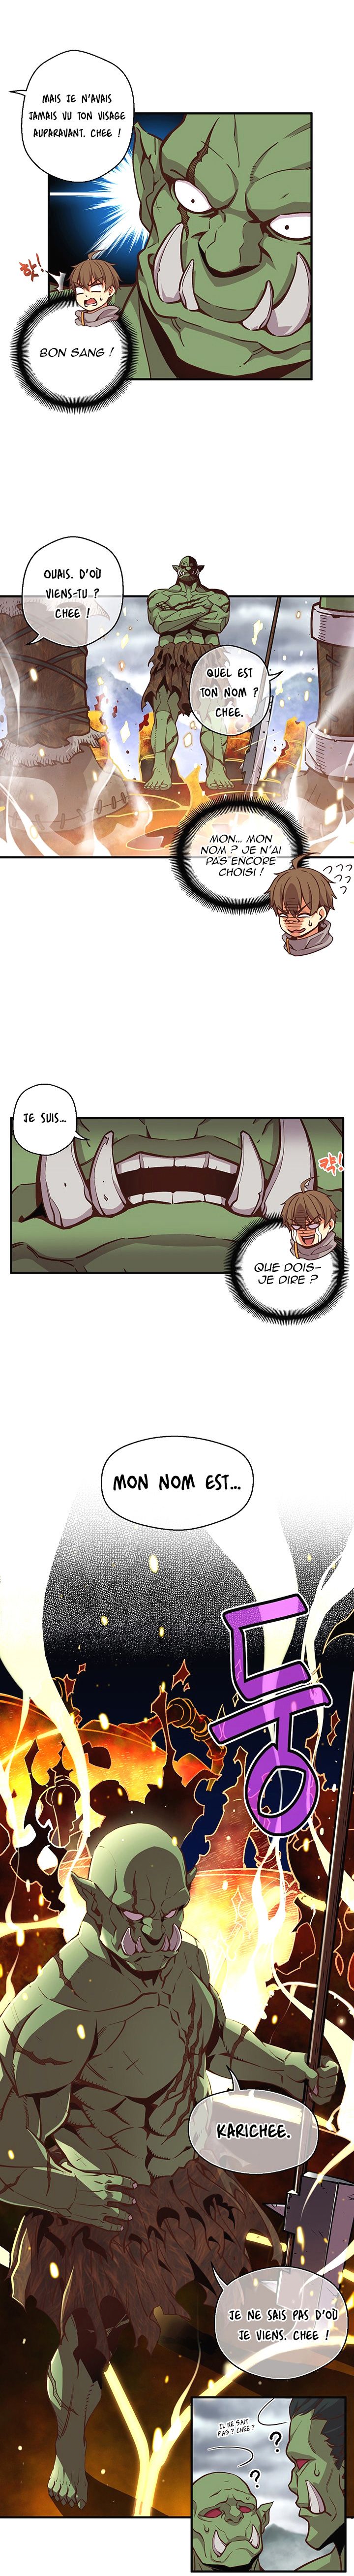 MAIS JE N'AVAIS
JAMAIS VU TON VISAGE
AUPARAVANT. CHEE !
핫!
BON SANG !
OUAIS. D'OÙ
VIENS-TU ?
CHEE !
QUEL EST
TON NOM ?
CHEE.
MON... MON
NOM ? JE N'AI
PAS ENCORE
CHOISI !
JE SUIS...
QUE DOIS-
JE DIRE ?
MON NOM EST...
둥
KARICHEE.
JE NE SAIS PAS D'OÙ
JE VIENS. CHEE !
IL NE SAIT
PAS ? CHEE ?
?
?